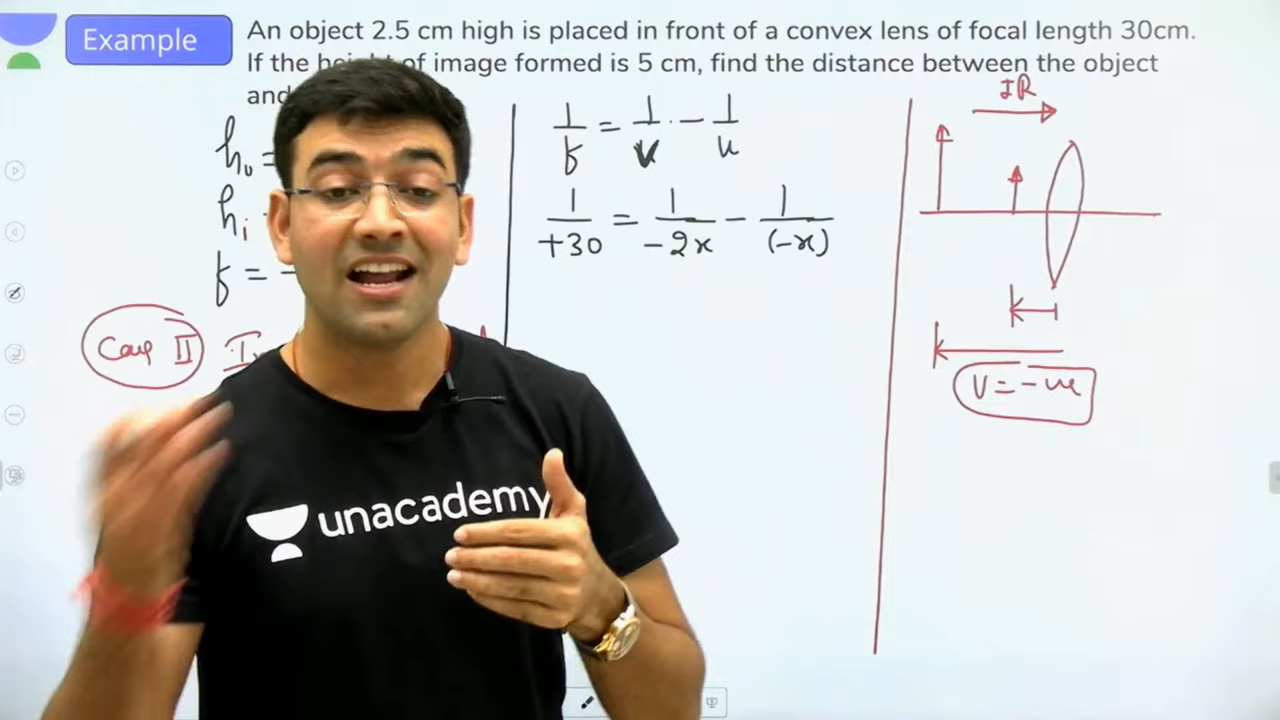 Example
An object 2.5 cm high is placed in front of a convex lens of focal length 30cm.
If the of image formed is 5 cm, find the distance between the object
and
h₀ =
hᵢ
f = -
Case II
1/f = 1/v - 1/u
1/+30 = 1/-2x - 1/(-x)
IR
V = -ve
unacademy